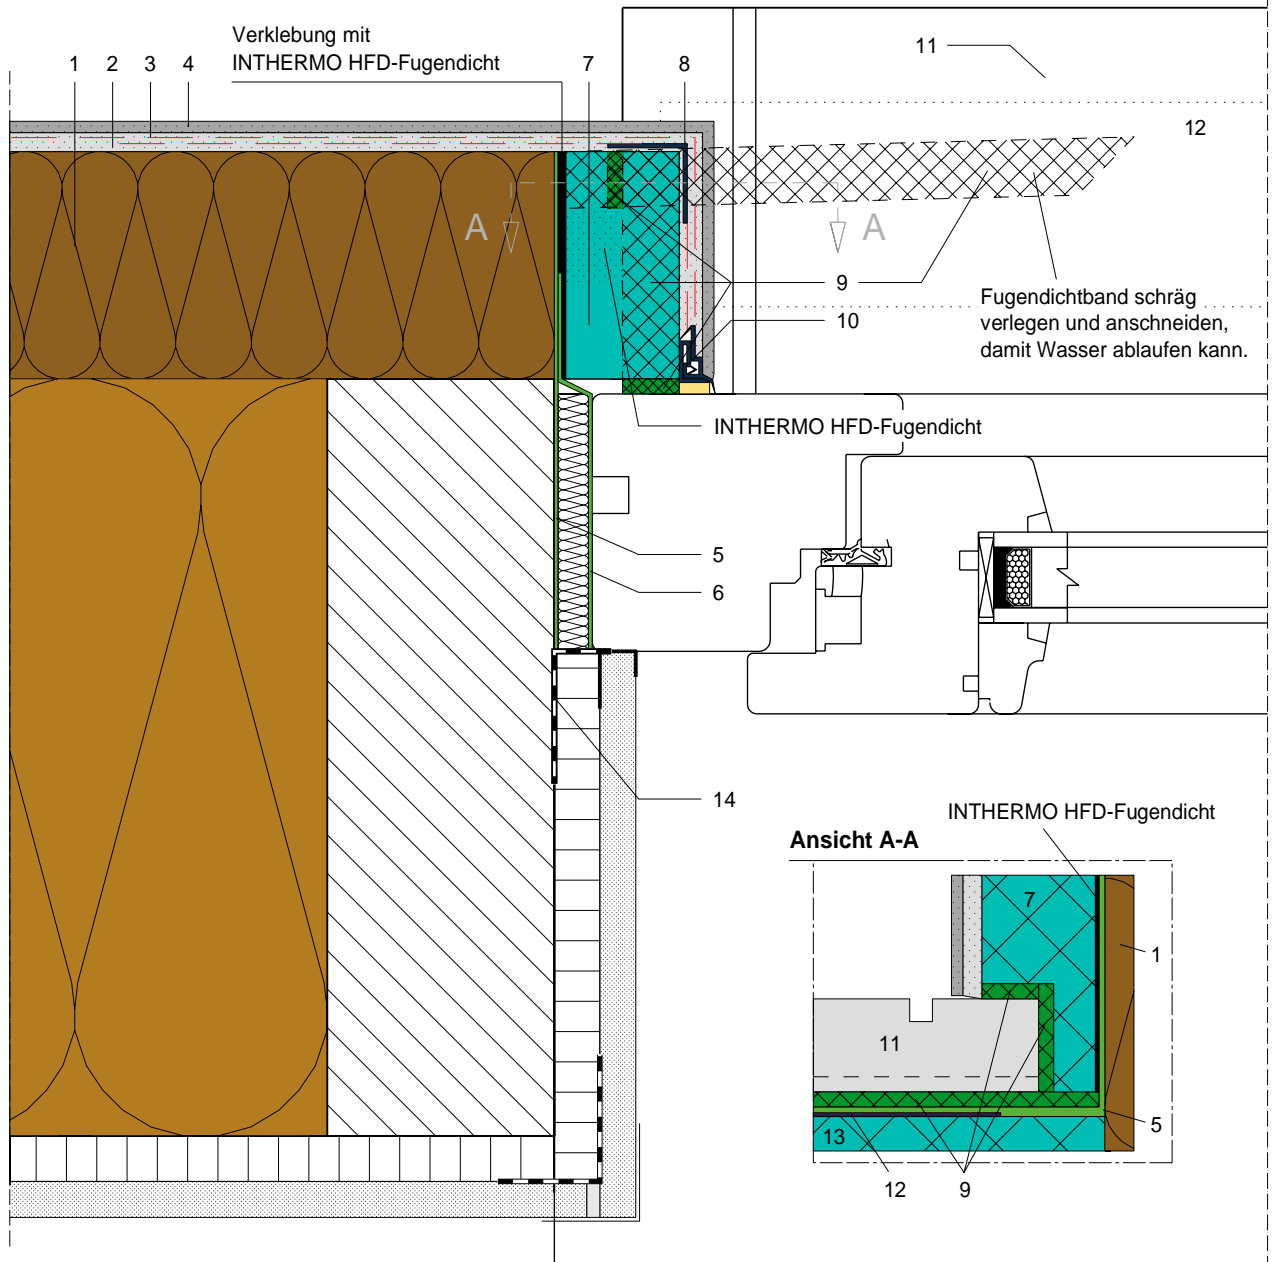 Verklebung mit
INTHERMO HFD-Fugendicht
1 2 3 4 7 8 11
12
A A
9
Fugendichtband schräg
verlegen und anschneiden,
damit Wasser ablaufen kann.
10
INTHERMO HFD-Fugendicht
5
6
14
INTHERMO HFD-Fugendicht
Ansicht A-A
7
1
11
5
13
12 9